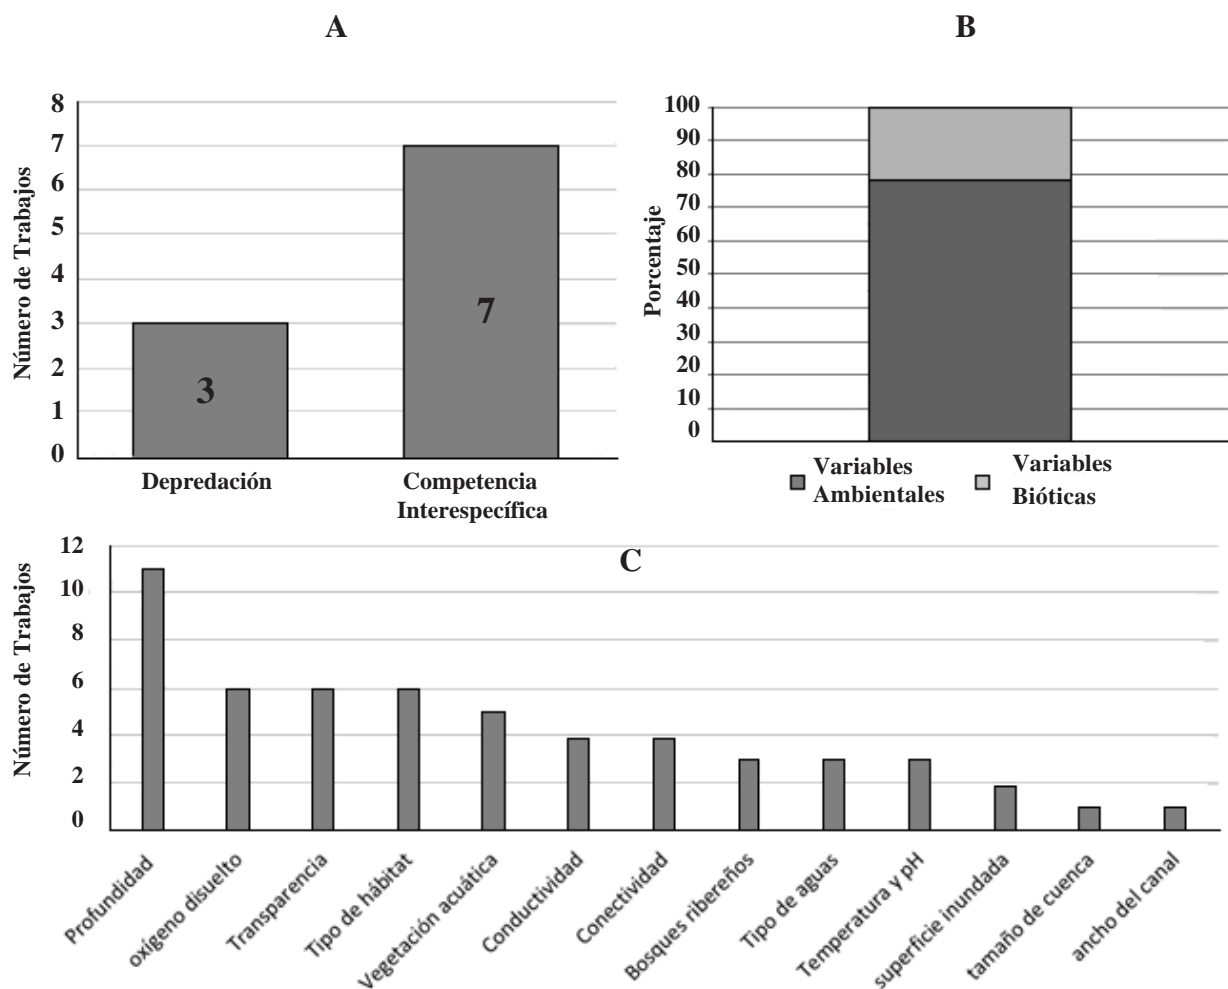 A
Número de Trabajos
8
7
6
5
4
3
2
1
0
3
7
Depredación
Competencia
Interespecífica
B
Porcentaje
100
90
80
70
60
50
40
30
20
10
0
Variables
Ambientales
Variables
Bióticas
C
Número de Trabajos
12
10
8
6
4
2
0
Profundidad
oxígeno disuelto
Transparencia
Tipo de hábitat
Vegetación acuática
Conductividad
Conectividad
Bosques ribereños
Tipo de aguas
Temperatura y pH
superficie inundada
tamaño de cuenca
ancho del canal